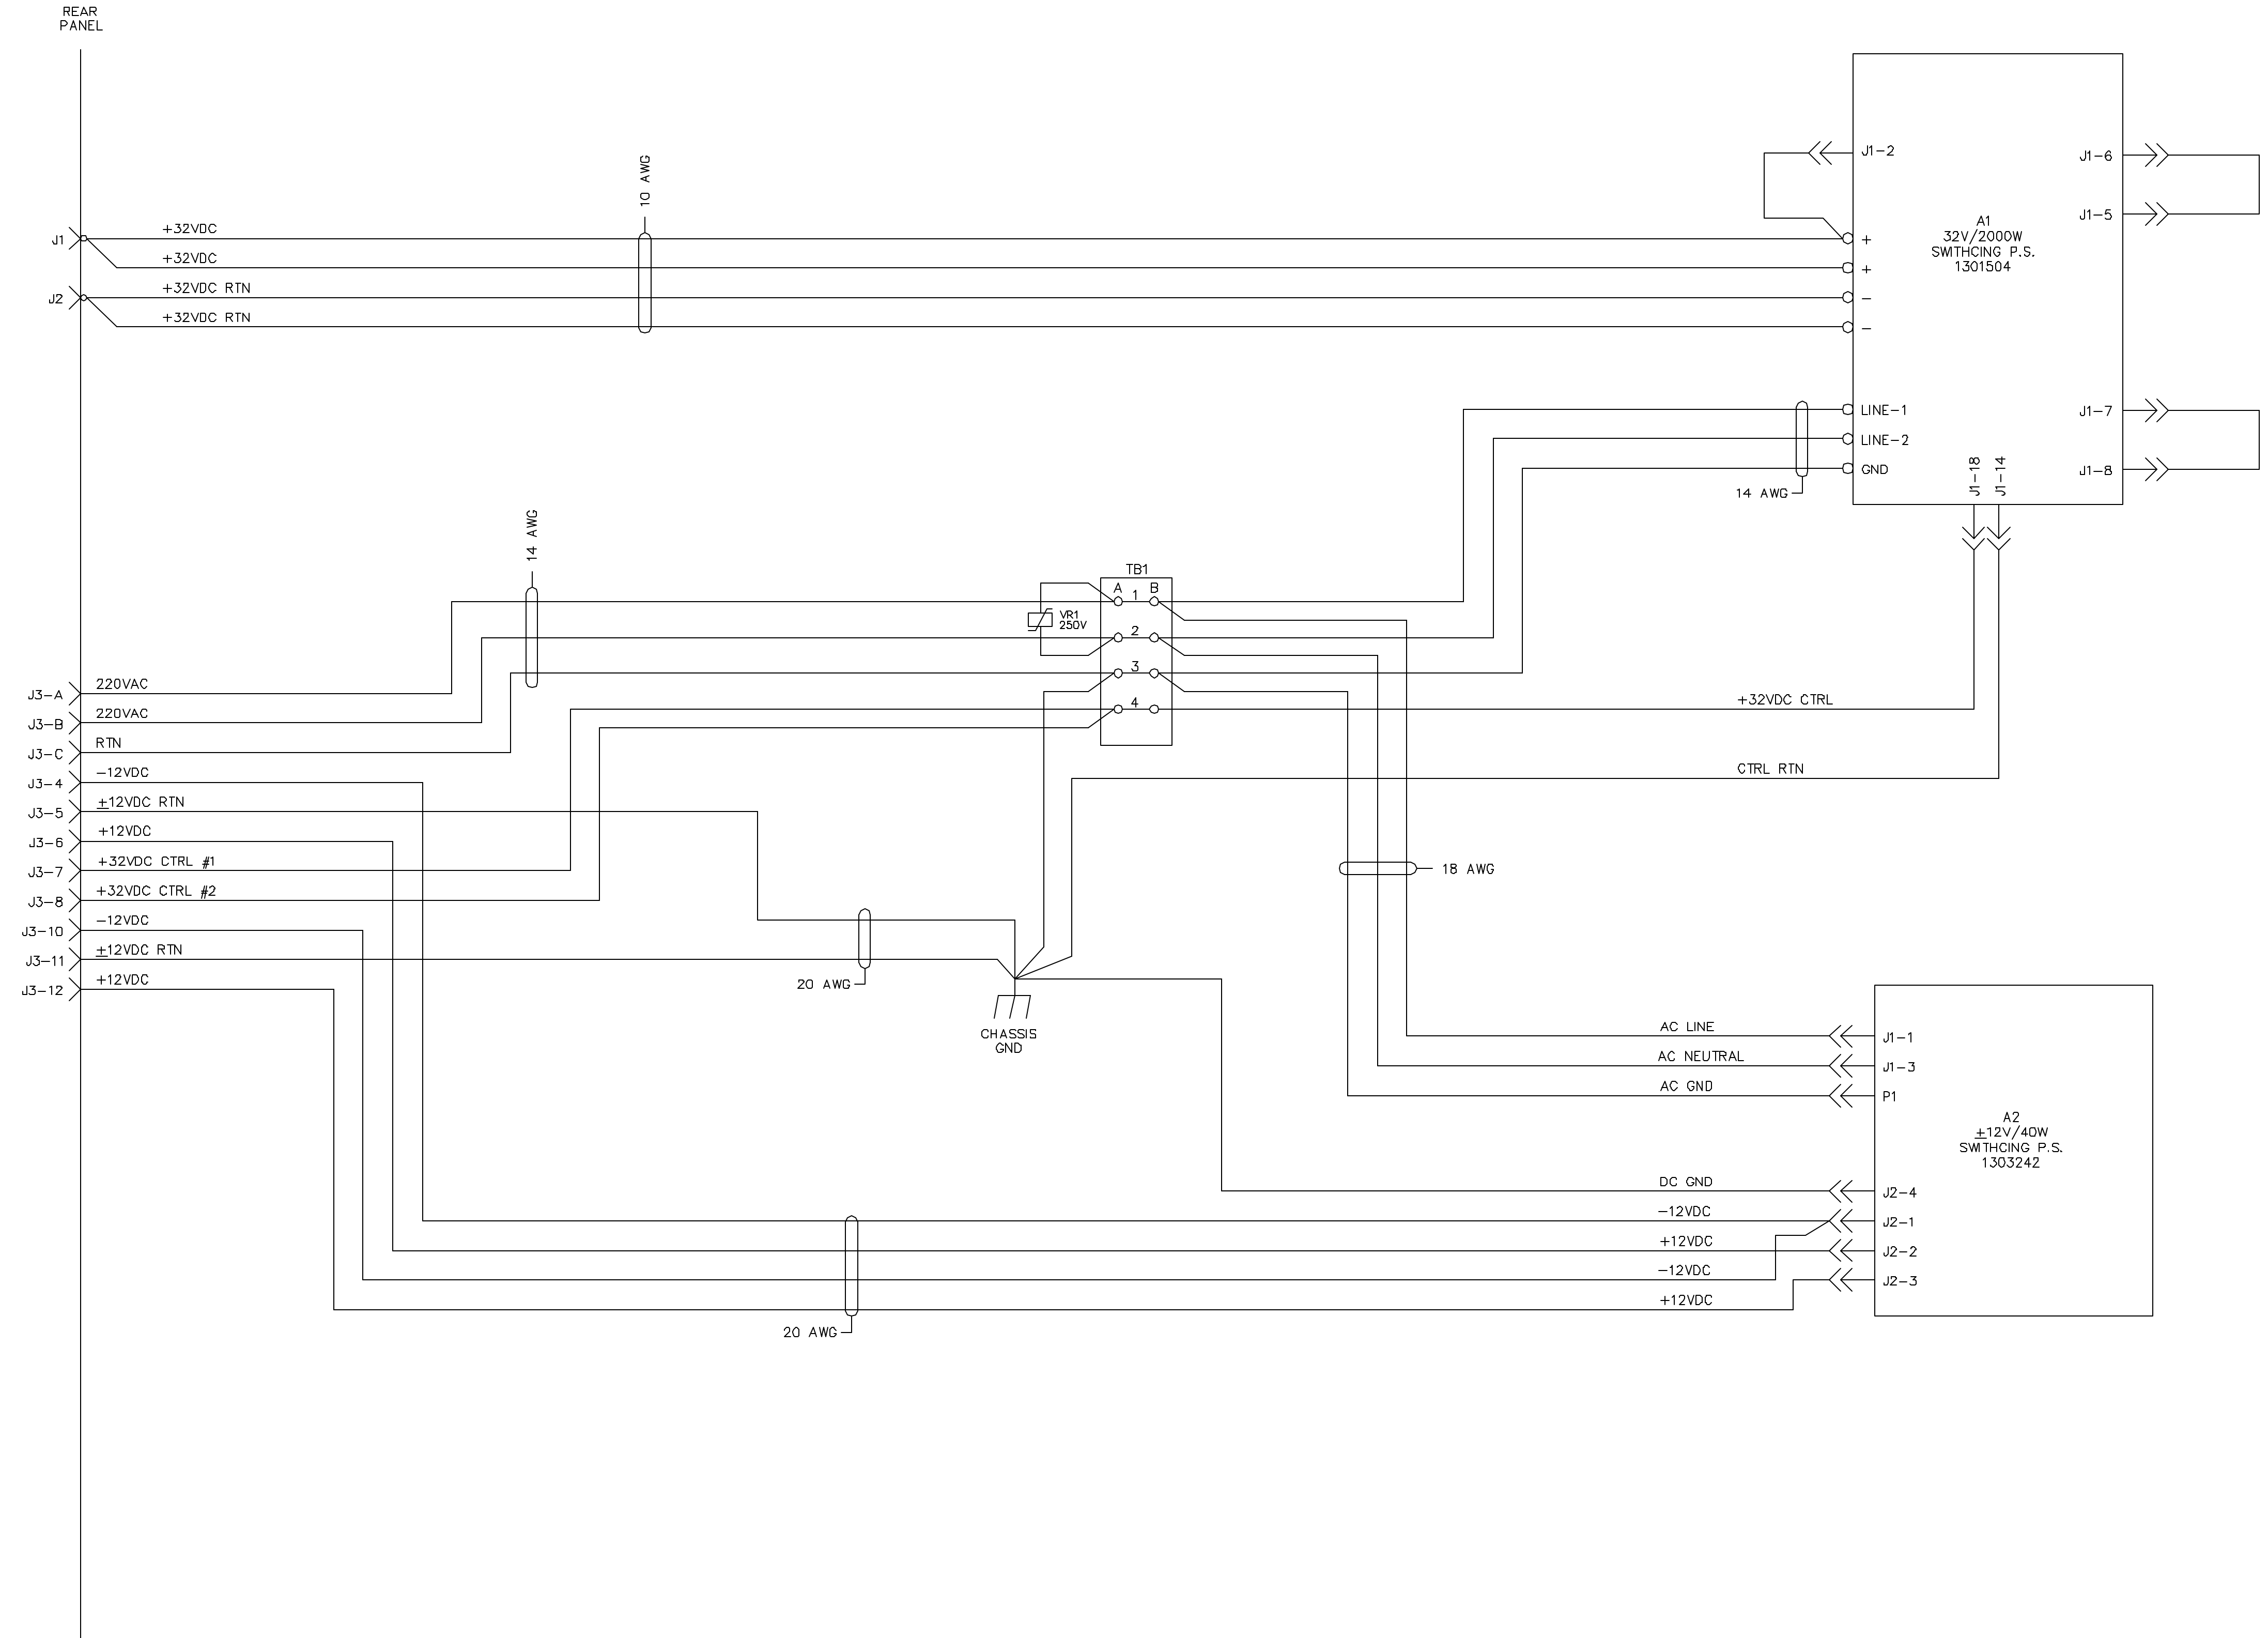 REAR
PANEL
10 AWG
J1
+32VDC
+32VDC
J2
+32VDC RTN
+32VDC RTN
J1-2
J1-6
J1-5
A1
32V/2000W
SWITHCING P.S.
1301504
+
+
-
-
LINE-1
LINE-2
GND
J1-7
J1-8
J1-18
J1-14
14 AWG
14 AWG
TB1
A B
1
VR1
250V
2
3
4
J3-A 220VAC
J3-B 220VAC
J3-C RTN
J3-4 -12VDC
J3-5 ±12VDC RTN
J3-6 +12VDC
J3-7 +32VDC CTRL #1
J3-8 +32VDC CTRL #2
J3-10 -12VDC
J3-11 ±12VDC RTN
J3-12 +12VDC
+32VDC CTRL
CTRL RTN
18 AWG
20 AWG
CHASSIS
GND
AC LINE J1-1
AC NEUTRAL J1-3
AC GND P1
A2
±12V/40W
SWITHCING P.S.
1303242
DC GND J2-4
-12VDC J2-1
+12VDC J2-2
-12VDC J2-3
+12VDC
20 AWG